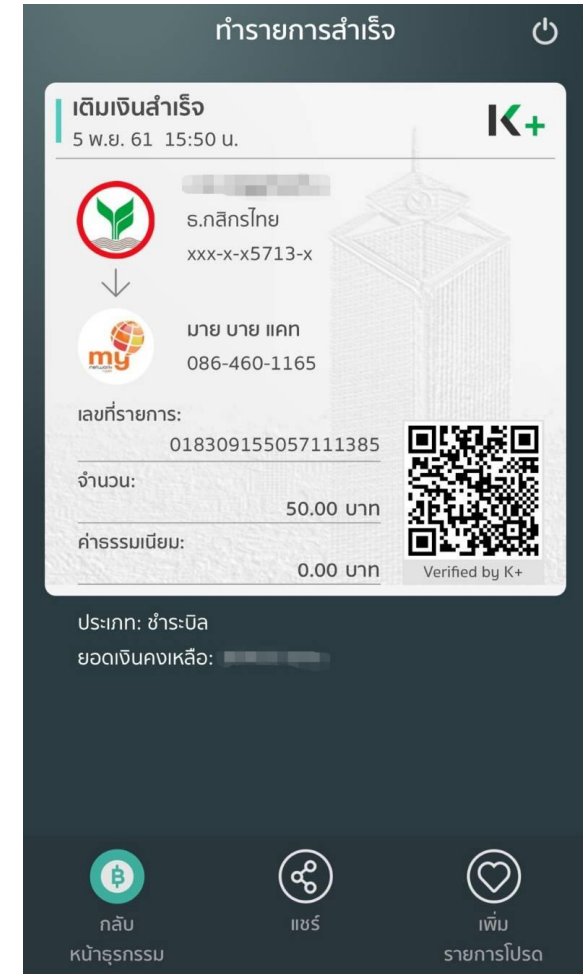 ทำรายการสำเร็จ
เติมเงินสำเร็จ
5 พ.ย. 61 15:50 น.
K+
ธ.กสิกรไทย
xxx-x-x5713-x
my
มาย บาย แคท
086-460-1165
เลขที่รายการ:
018309155057111385
จำนวน:
50.00 บาท
ค่าธรรมเนียม:
0.00 บาท
Verified by K+
ประเภท: ชำระบิล
ยอดเงินคงเหลือ:
กลับ
หน้าธุรกรรม
แชร์
เพิ่ม
รายการโปรด